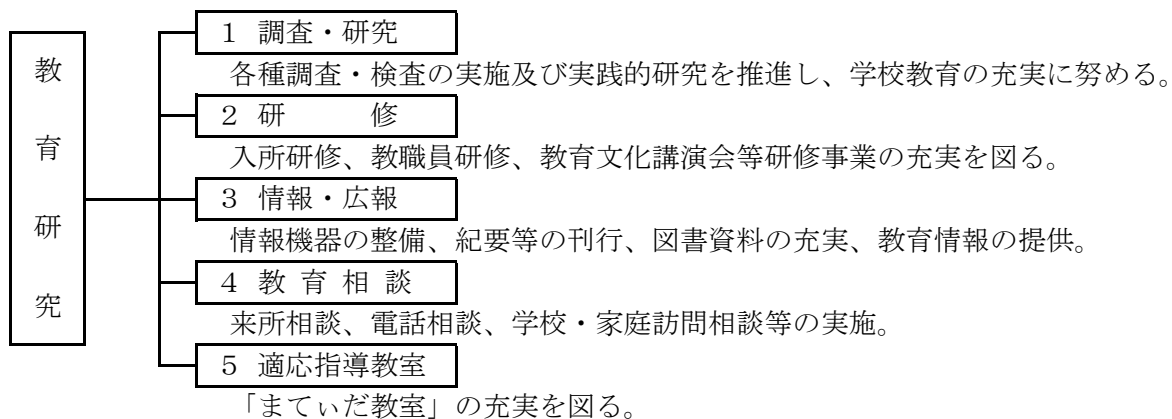 教育研究
1 調査・研究
各種調査・検査の実施及び実践的研究を推進し、学校教育の充実に努める。
2 研　　修
入所研修、教職員研修、教育文化講演会等研修事業の充実を図る。
3 情報・広報
情報機器の整備、紀要等の刊行、図書資料の充実、教育情報の提供。
4 教 育 相 談
来所相談、電話相談、学校・家庭訪問相談等の実施。
5 適応指導教室
「まてぃだ教室」の充実を図る。